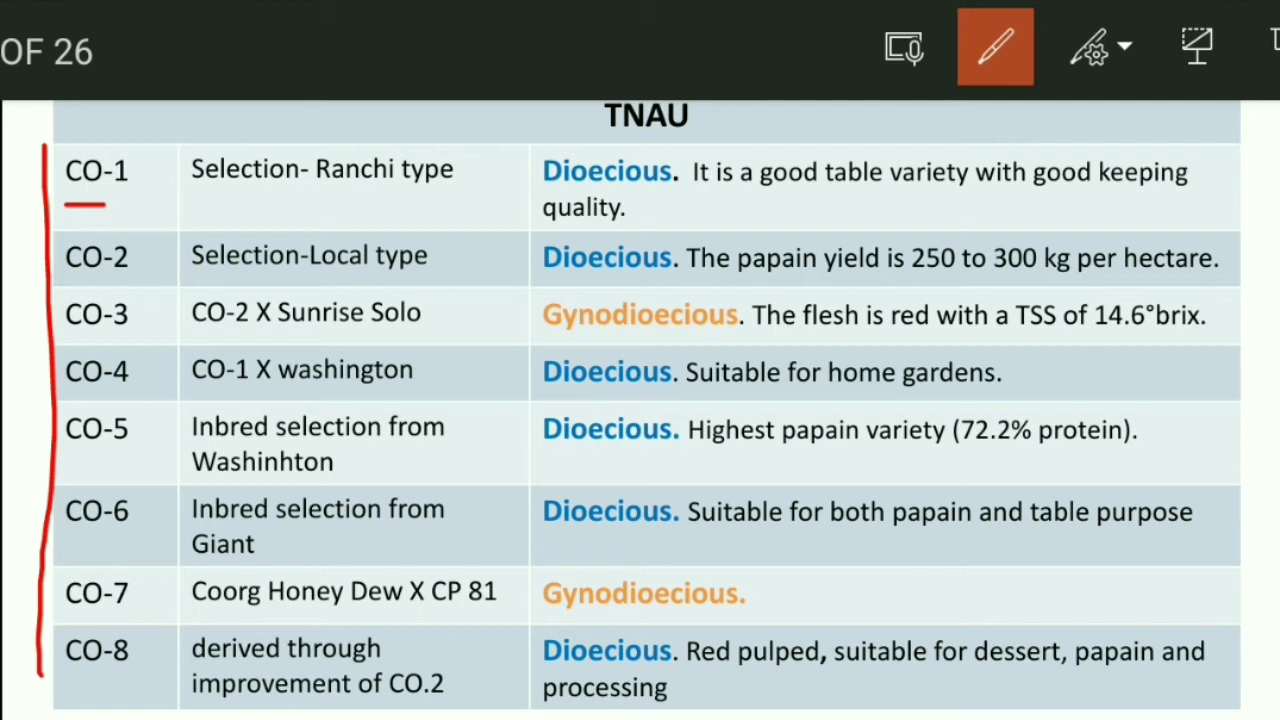 OF 26
TNAU
CO-1 Selection- Ranchi type Dioecious. It is a good table variety with good keeping
quality.
CO-2 Selection-Local type Dioecious. The papain yield is 250 to 300 kg per hectare.
CO-3 CO-2 X Sunrise Solo Gynodioecious. The flesh is red with a TSS of 14.6°brix.
CO-4 CO-1 X washington Dioecious. Suitable for home gardens.
CO-5 Inbred selection from Dioecious. Highest papain variety (72.2% protein).
Washinhton
CO-6 Inbred selection from Dioecious. Suitable for both papain and table purpose
Giant
CO-7 Coorg Honey Dew X CP 81 Gynodioecious.
CO-8 derived through Dioecious. Red pulped, suitable for dessert, papain and
improvement of CO.2 processing